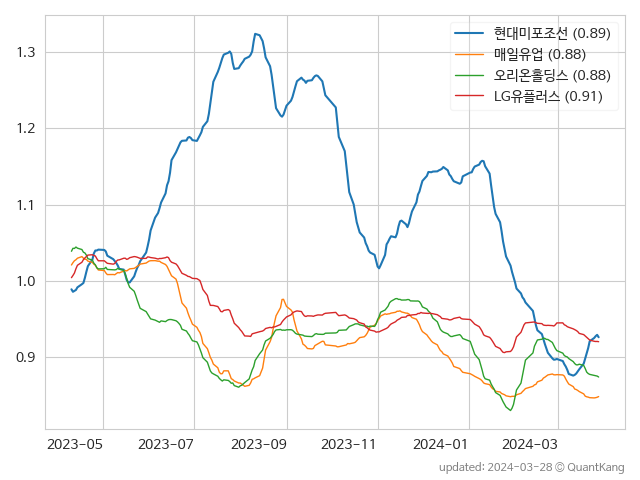 현대미포조선 (0.89)
매일유업 (0.88)
오리온홀딩스 (0.88)
LG유플러스 (0.91)
1.3
1.2
1.1
1.0
0.9
2023-05 2023-07 2023-09 2023-11 2024-01 2024-03
updated: 2024-03-28 © QuantKang